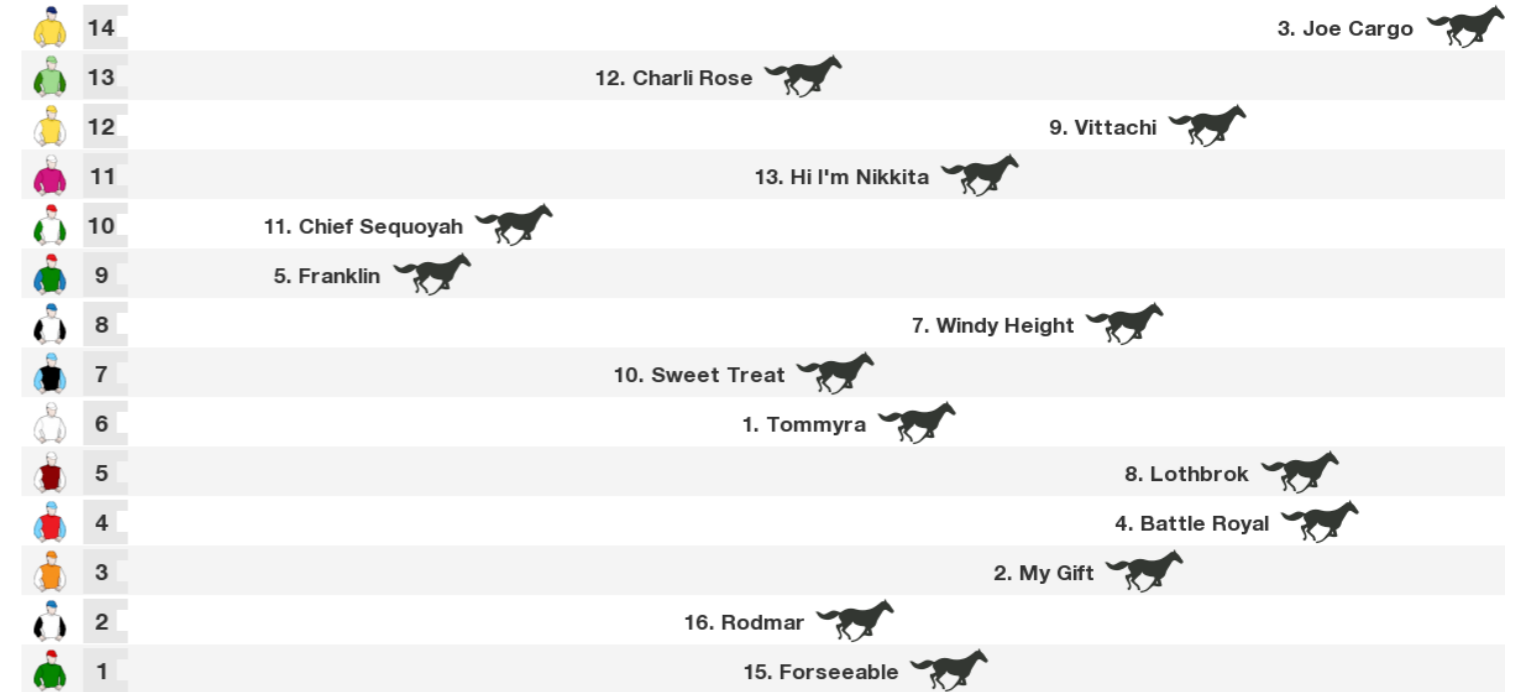 14 3. Joe Cargo
13 12. Charli Rose
12 9. Vittachi
11 13. Hi I'm Nikkita
10 11. Chief Sequoyah
9 5. Franklin
8 7. Windy Height
7 10. Sweet Treat
6 1. Tommyra
5 8. Lothbrok
4 4. Battle Royal
3 2. My Gift
2 16. Rodmar
1 15. Forseeable